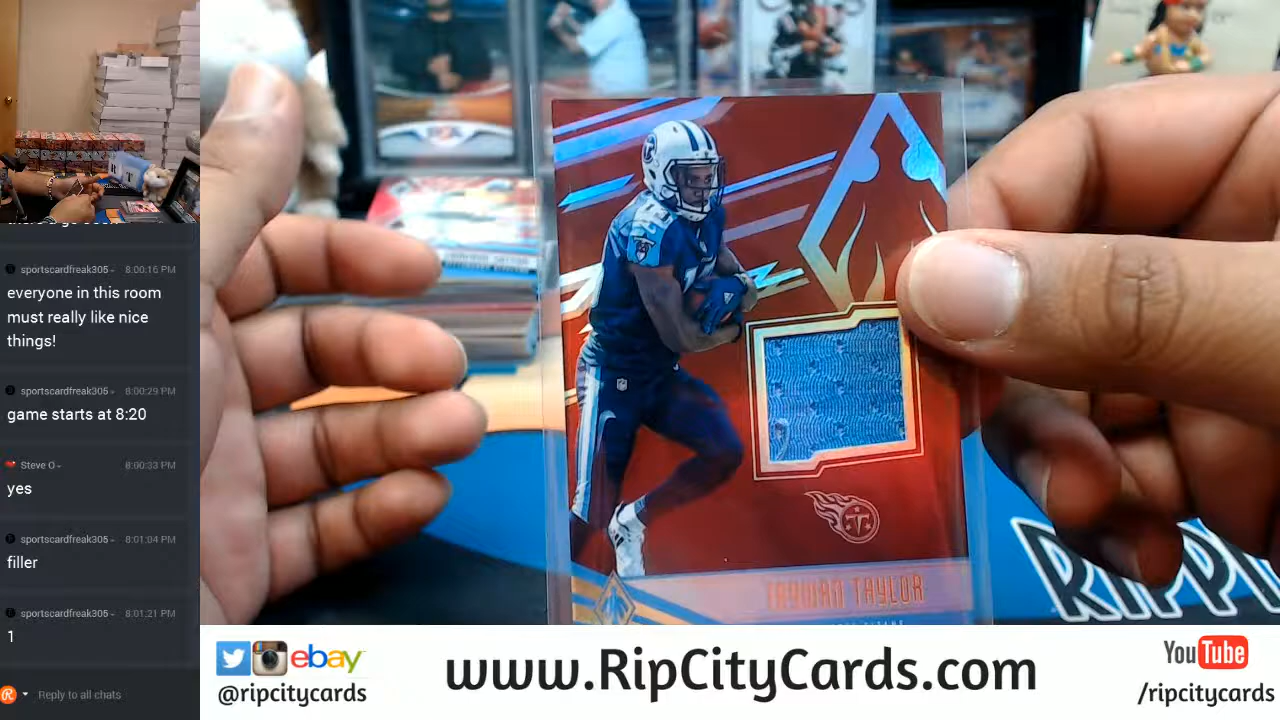 sportscardfreak305 8:00:16 PM
everyone in this room
must really like nice
things!
sportscardfreak305 8:00:29 PM
game starts at 8:20
Steve O 8:00:33 PM
yes
sportscardfreak305 8:01:04 PM
filler
sportscardfreak305 8:01:21 PM
1
Reply to all chats
TAYWAN TAYLOR
RIPPI
ebay
@ripcitycards
www.RipCityCards.com
YouTube
/ripcitycards